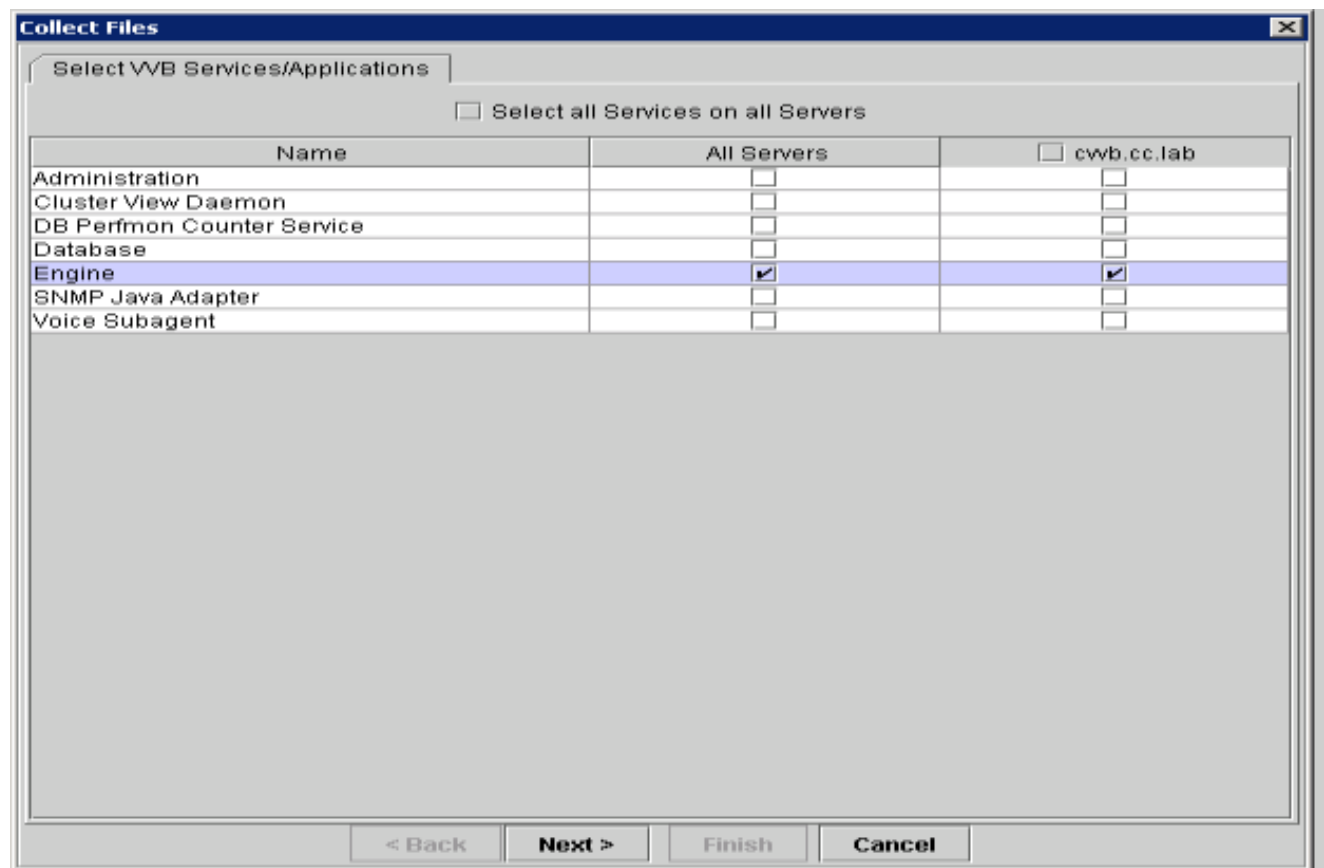 Collect Files
Select VVB Services/Applications
Select all Services on all Servers
Name All Servers cvvb.cc.lab
Administration
Cluster View Daemon
DB Perfmon Counter Service
Database
Engine
SNMP Java Adapter
Voice Subagent
< Back Next > Finish Cancel